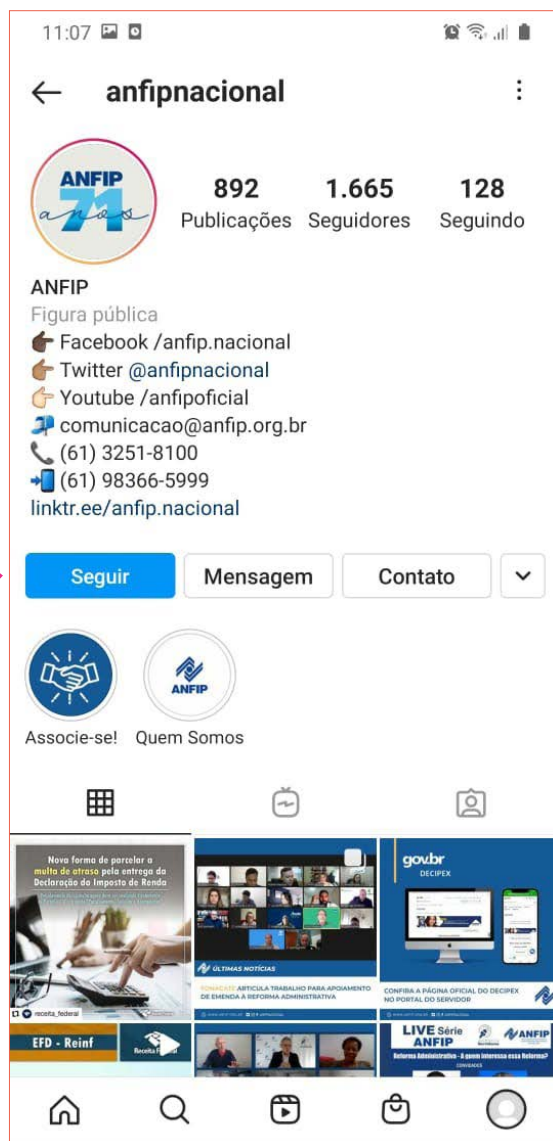 11:07
anfipnacional
ANFIP
71
anos
892
1.665
128
Publicações
Seguidores
Seguindo
ANFIP
Figura pública
Facebook /anfip.nacional
Twitter @anfipnacional
Youtube /anfipoficial
comunicacao@anfip.org.br
(61) 3251-8100
(61) 98366-5999
linktr.ee/anfip.nacional
Seguir
Mensagem
Contato
ANFIP
Associe-se!
Quem Somos
Nova forma de parcelar a
multa de atraso pela entrega da
Declaração do Imposto de Renda
receita_federal
ÚLTIMAS NOTÍCIAS
FONACATE ARTICULA TRABALHO PARA APOIAMENTO
DE EMENDA À REFORMA ADMINISTRATIVA
gov.br
DECIPEX
CONFIRA A PÁGINA OFICIAL DO DECIPEX
NO PORTAL DO SERVIDOR
EFD - Reinf
Receita Federal
LIVE Série
ANFIP
ANFIP
Reforma Administrativa - A quem interessa essa Reforma?
CONVIDADOS